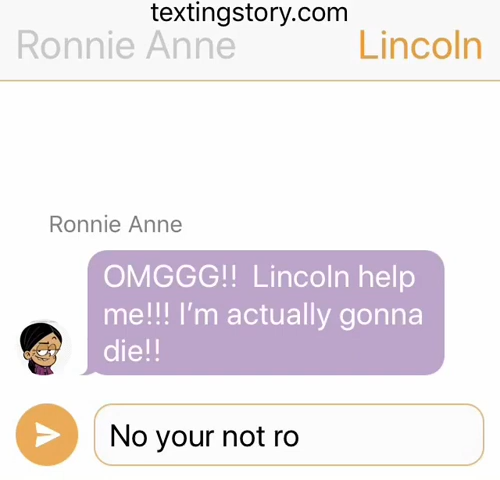 textingstory.com
Ronnie Anne Lincoln
Ronnie Anne
OMGGG!! Lincoln help
me!!! I'm actually gonna
die!!
No your not ro